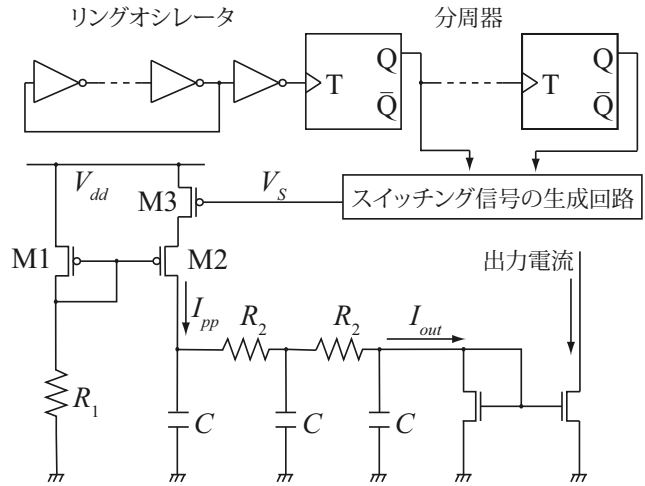 リングオシレータ
分周器
T
Q
Q̄
T
Q
Q̄
V_dd
M3
V_S
スイッチング信号の生成回路
M1
M2
出力電流
I_pp
R_2
R_2
I_out
R_1
C
C
C